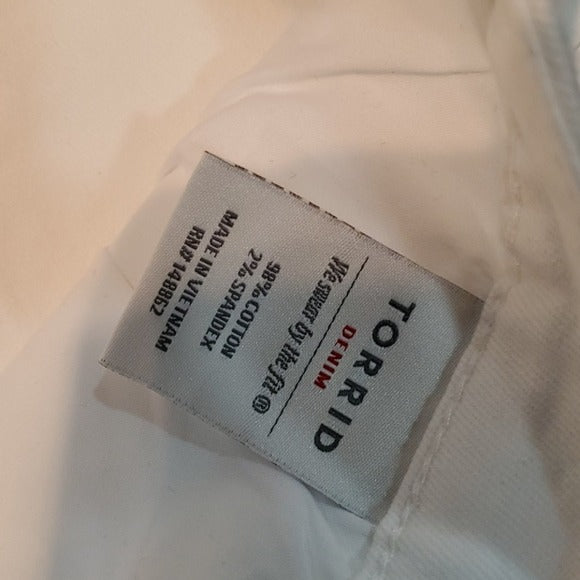 TORRID
DENIM
We swear by the fit ®
98% COTTON
2% SPANDEX
MADE IN VIETNAM
RN# 148862